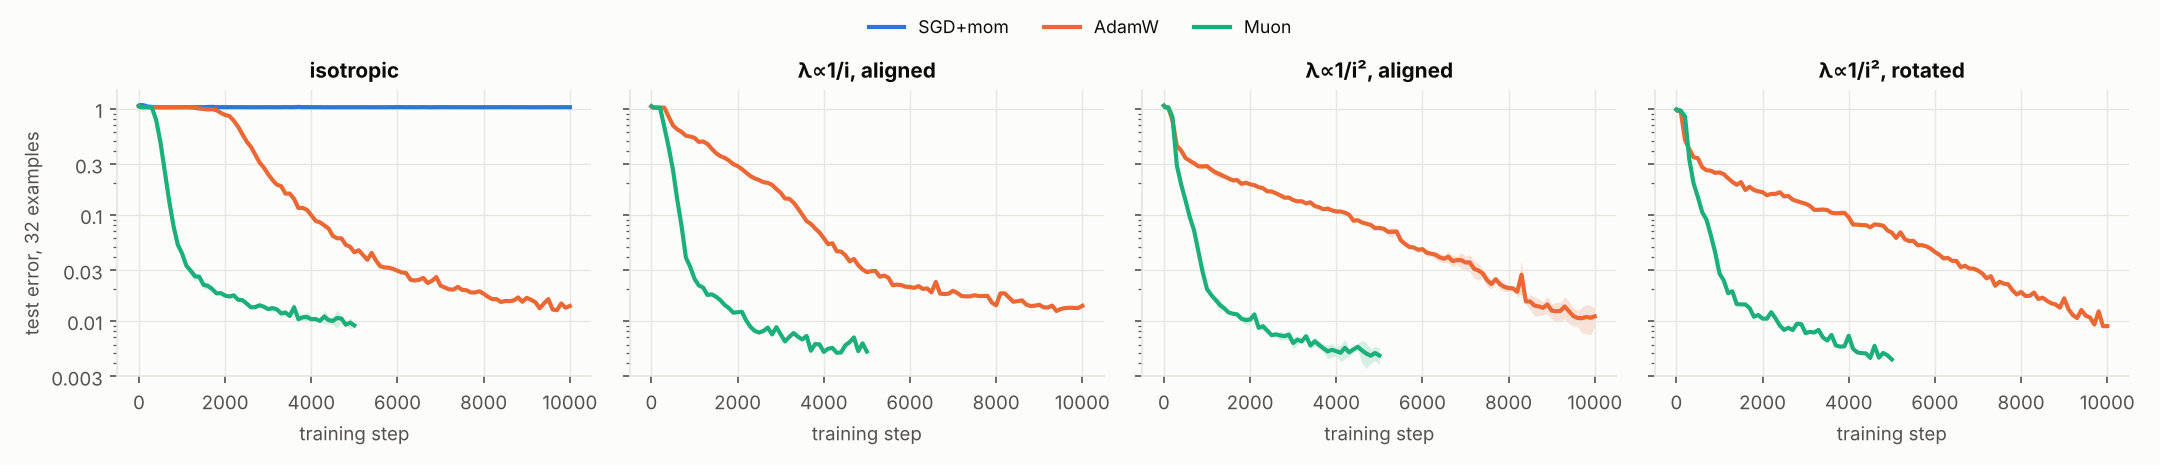 SGD+mom AdamW Muon
isotropic
λ∝1/i, aligned
λ∝1/i², aligned
λ∝1/i², rotated
test error, 32 examples
1
0.3
0.1
0.03
0.01
0.003
0 2000 4000 6000 8000 10000
0 2000 4000 6000 8000 10000
0 2000 4000 6000 8000 10000
0 2000 4000 6000 8000 10000
training step
training step
training step
training step